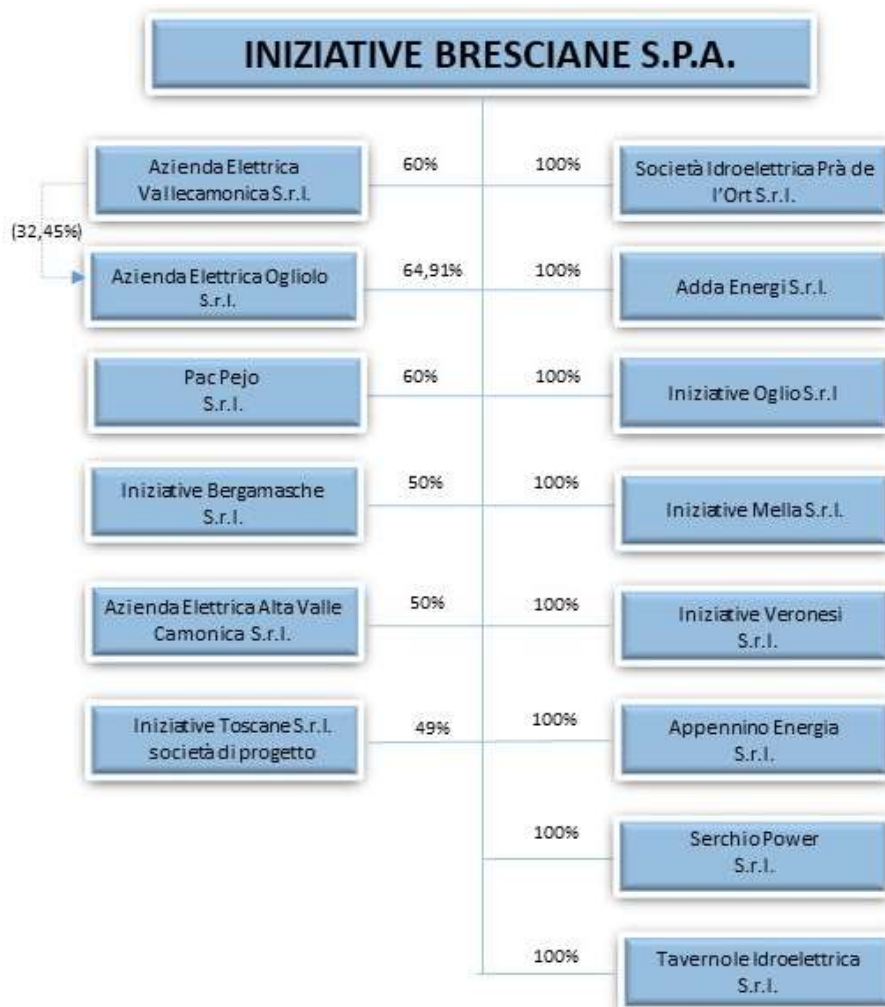 INIZIATIVE BRESCIANE S.P.A.
Azienda Elettrica
Vallecamonica S.r.l.
60%
100%
Società Idroelettrica Prà de
l'Ort S.r.l.
(32,45%)
Azienda Elettrica Ogliolo
S.r.l.
64,91%
100%
Adda Energi S.r.l.
Pac Pejo
S.r.l.
60%
100%
Iniziative Oglio S.r.l
Iniziative Bergamasche
S.r.l.
50%
100%
Iniziative Mella S.r.l.
Azienda Elettrica Alta Valle
Camonica S.r.l.
50%
100%
Iniziative Veronesi
S.r.l.
Iniziative Toscane S.r.l.
società di progetto
49%
100%
Appennino Energia
S.r.l.
100%
Serchio Power
S.r.l.
100%
Tavernole Idroelettrica
S.r.l.